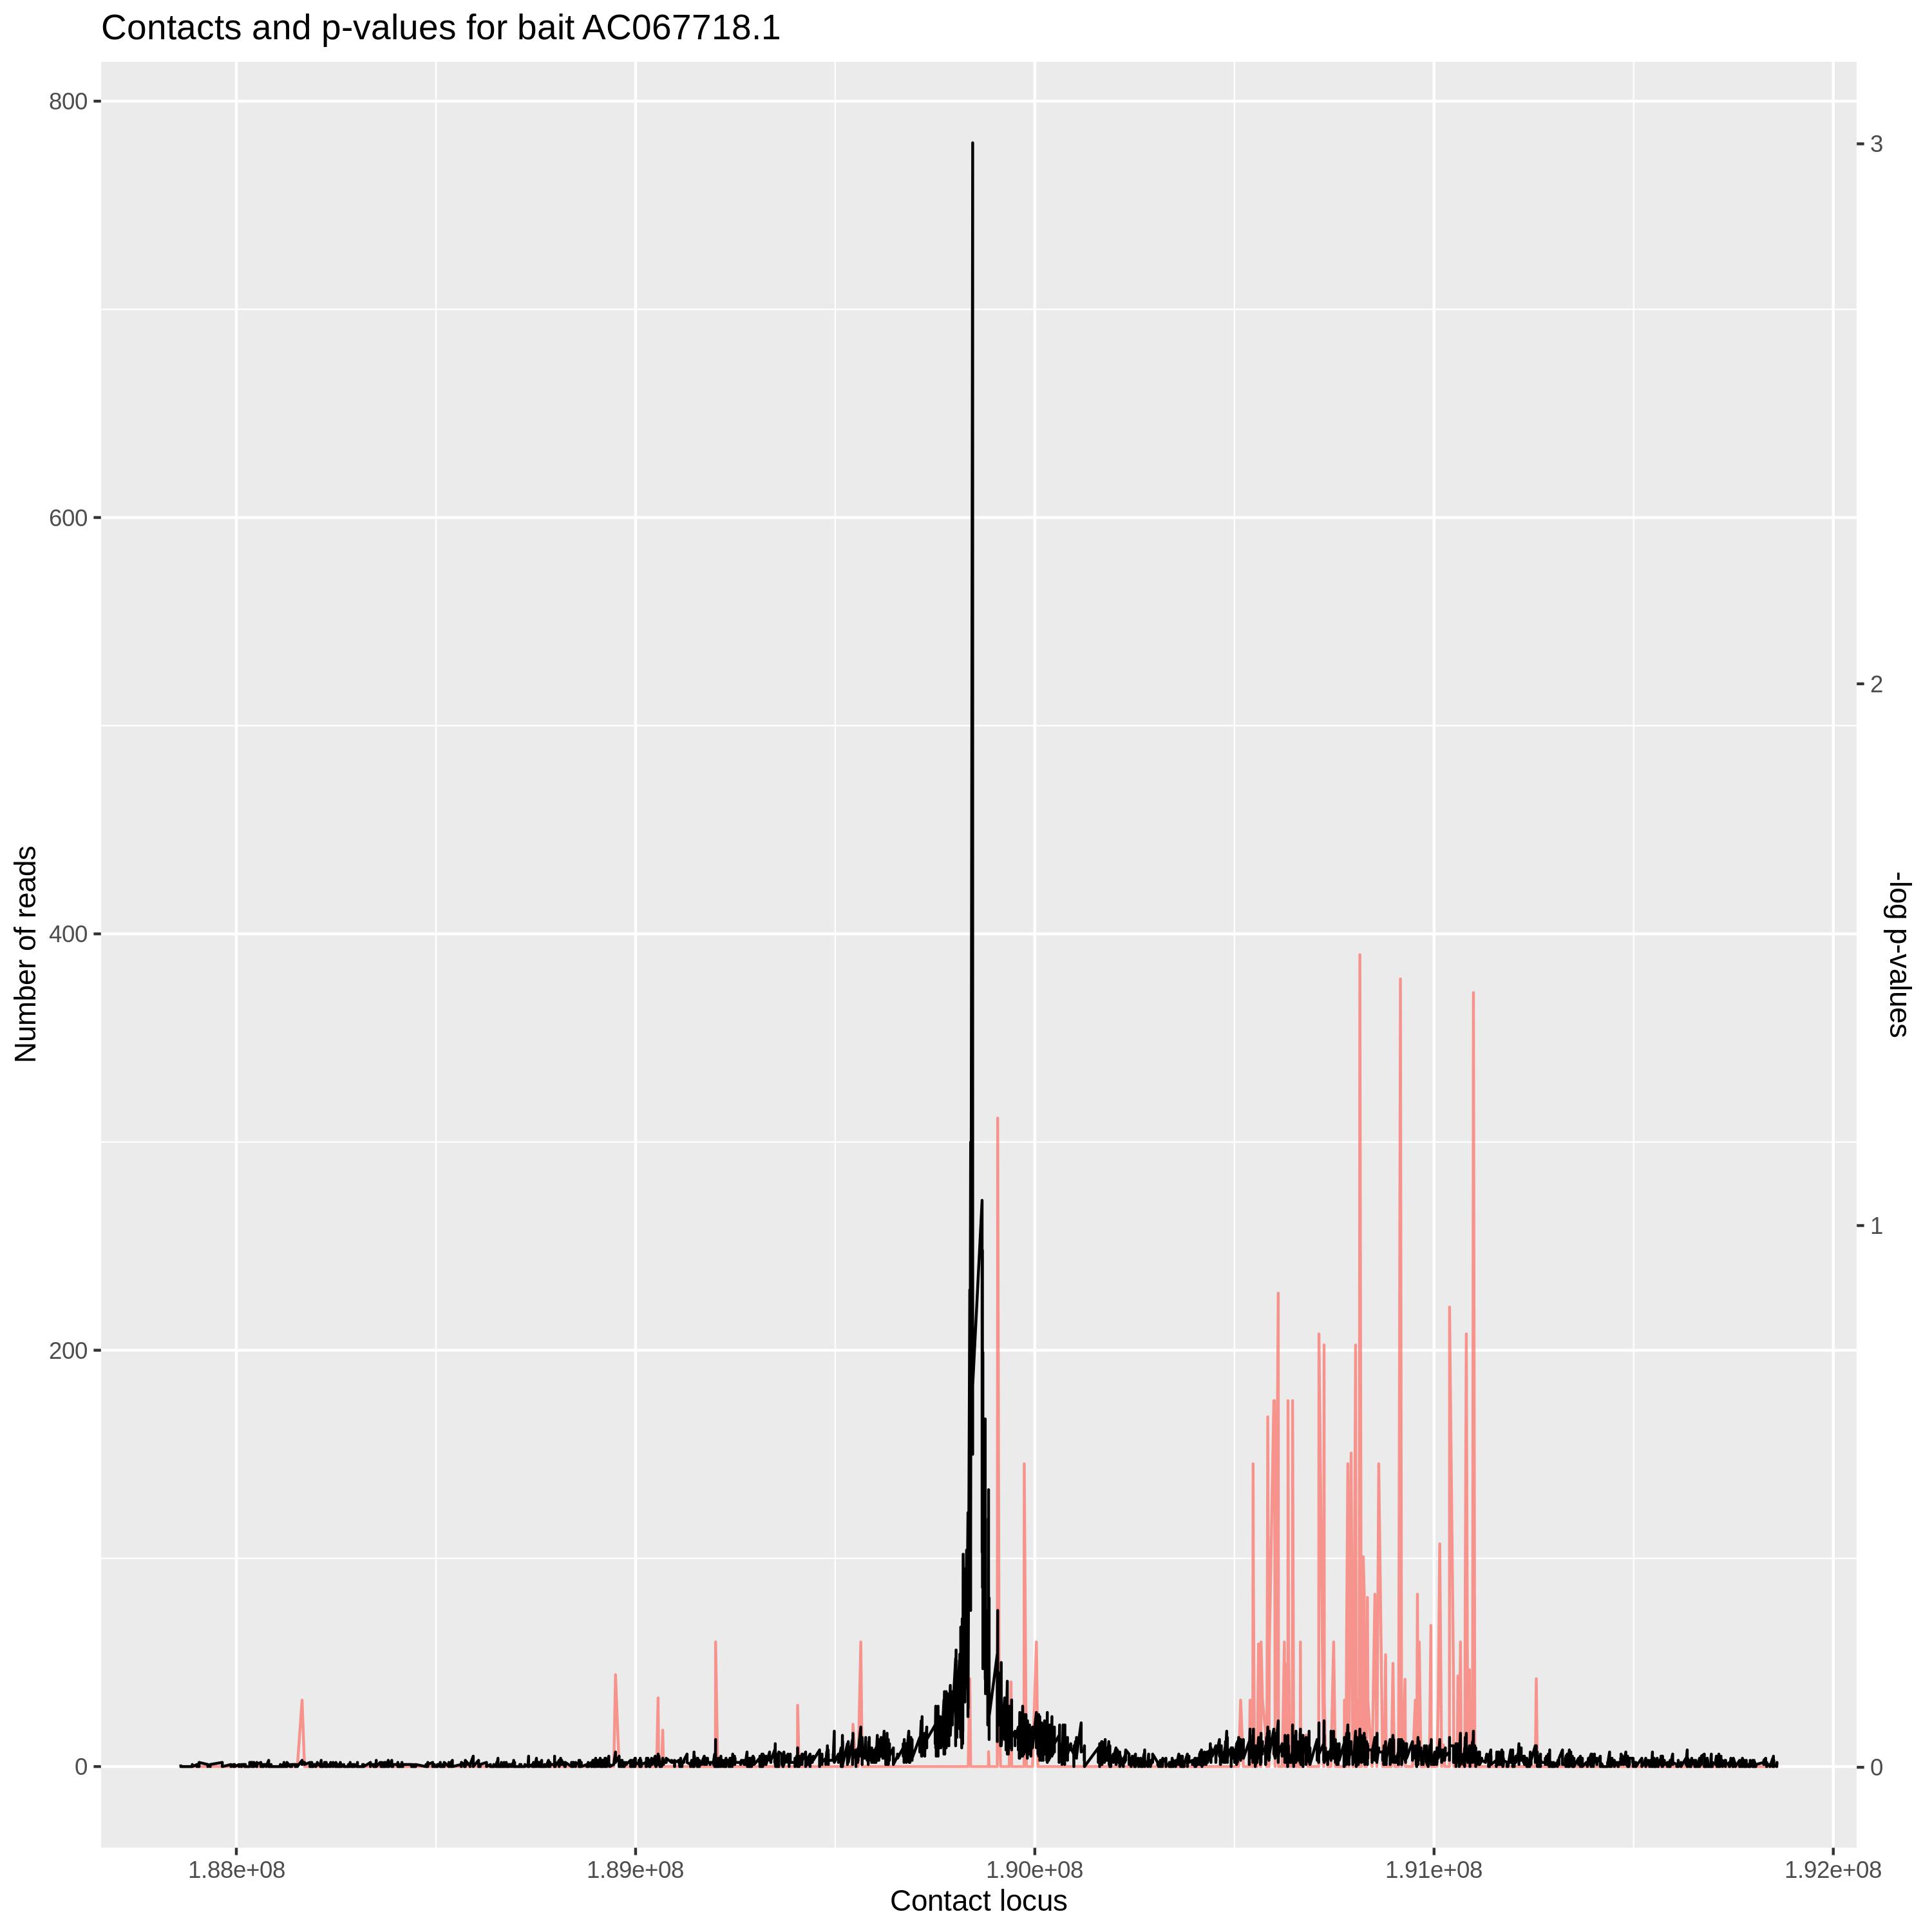 Contacts and p-values for bait AC067718.1
800
600
400
200
0
Number of reads
3
2
1
0
-log p-values
1.88e+08
1.89e+08
1.90e+08
1.91e+08
1.92e+08
Contact locus